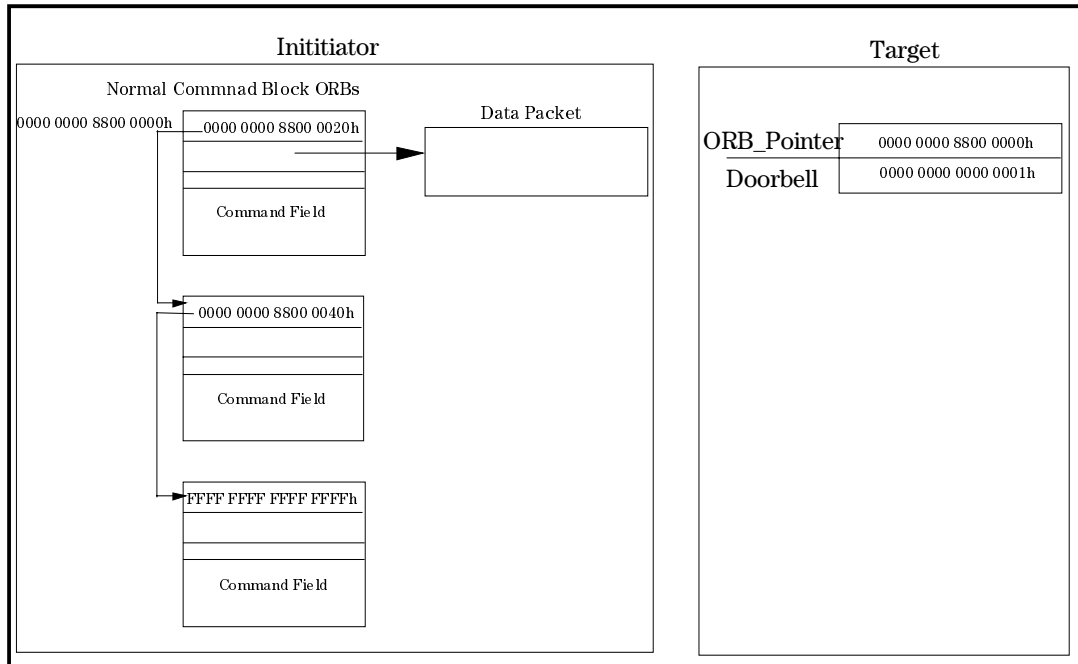 Inititiator
Target
Normal Commnad Block ORBs
0000 0000 8800 0000h
0000 0000 8800 0020h
Data Packet
Command Field
0000 0000 8800 0040h
Command Field
FFFF FFFF FFFF FFFFh
Command Field
ORB_Pointer
0000 0000 8800 0000h
Doorbell
0000 0000 0000 0001h